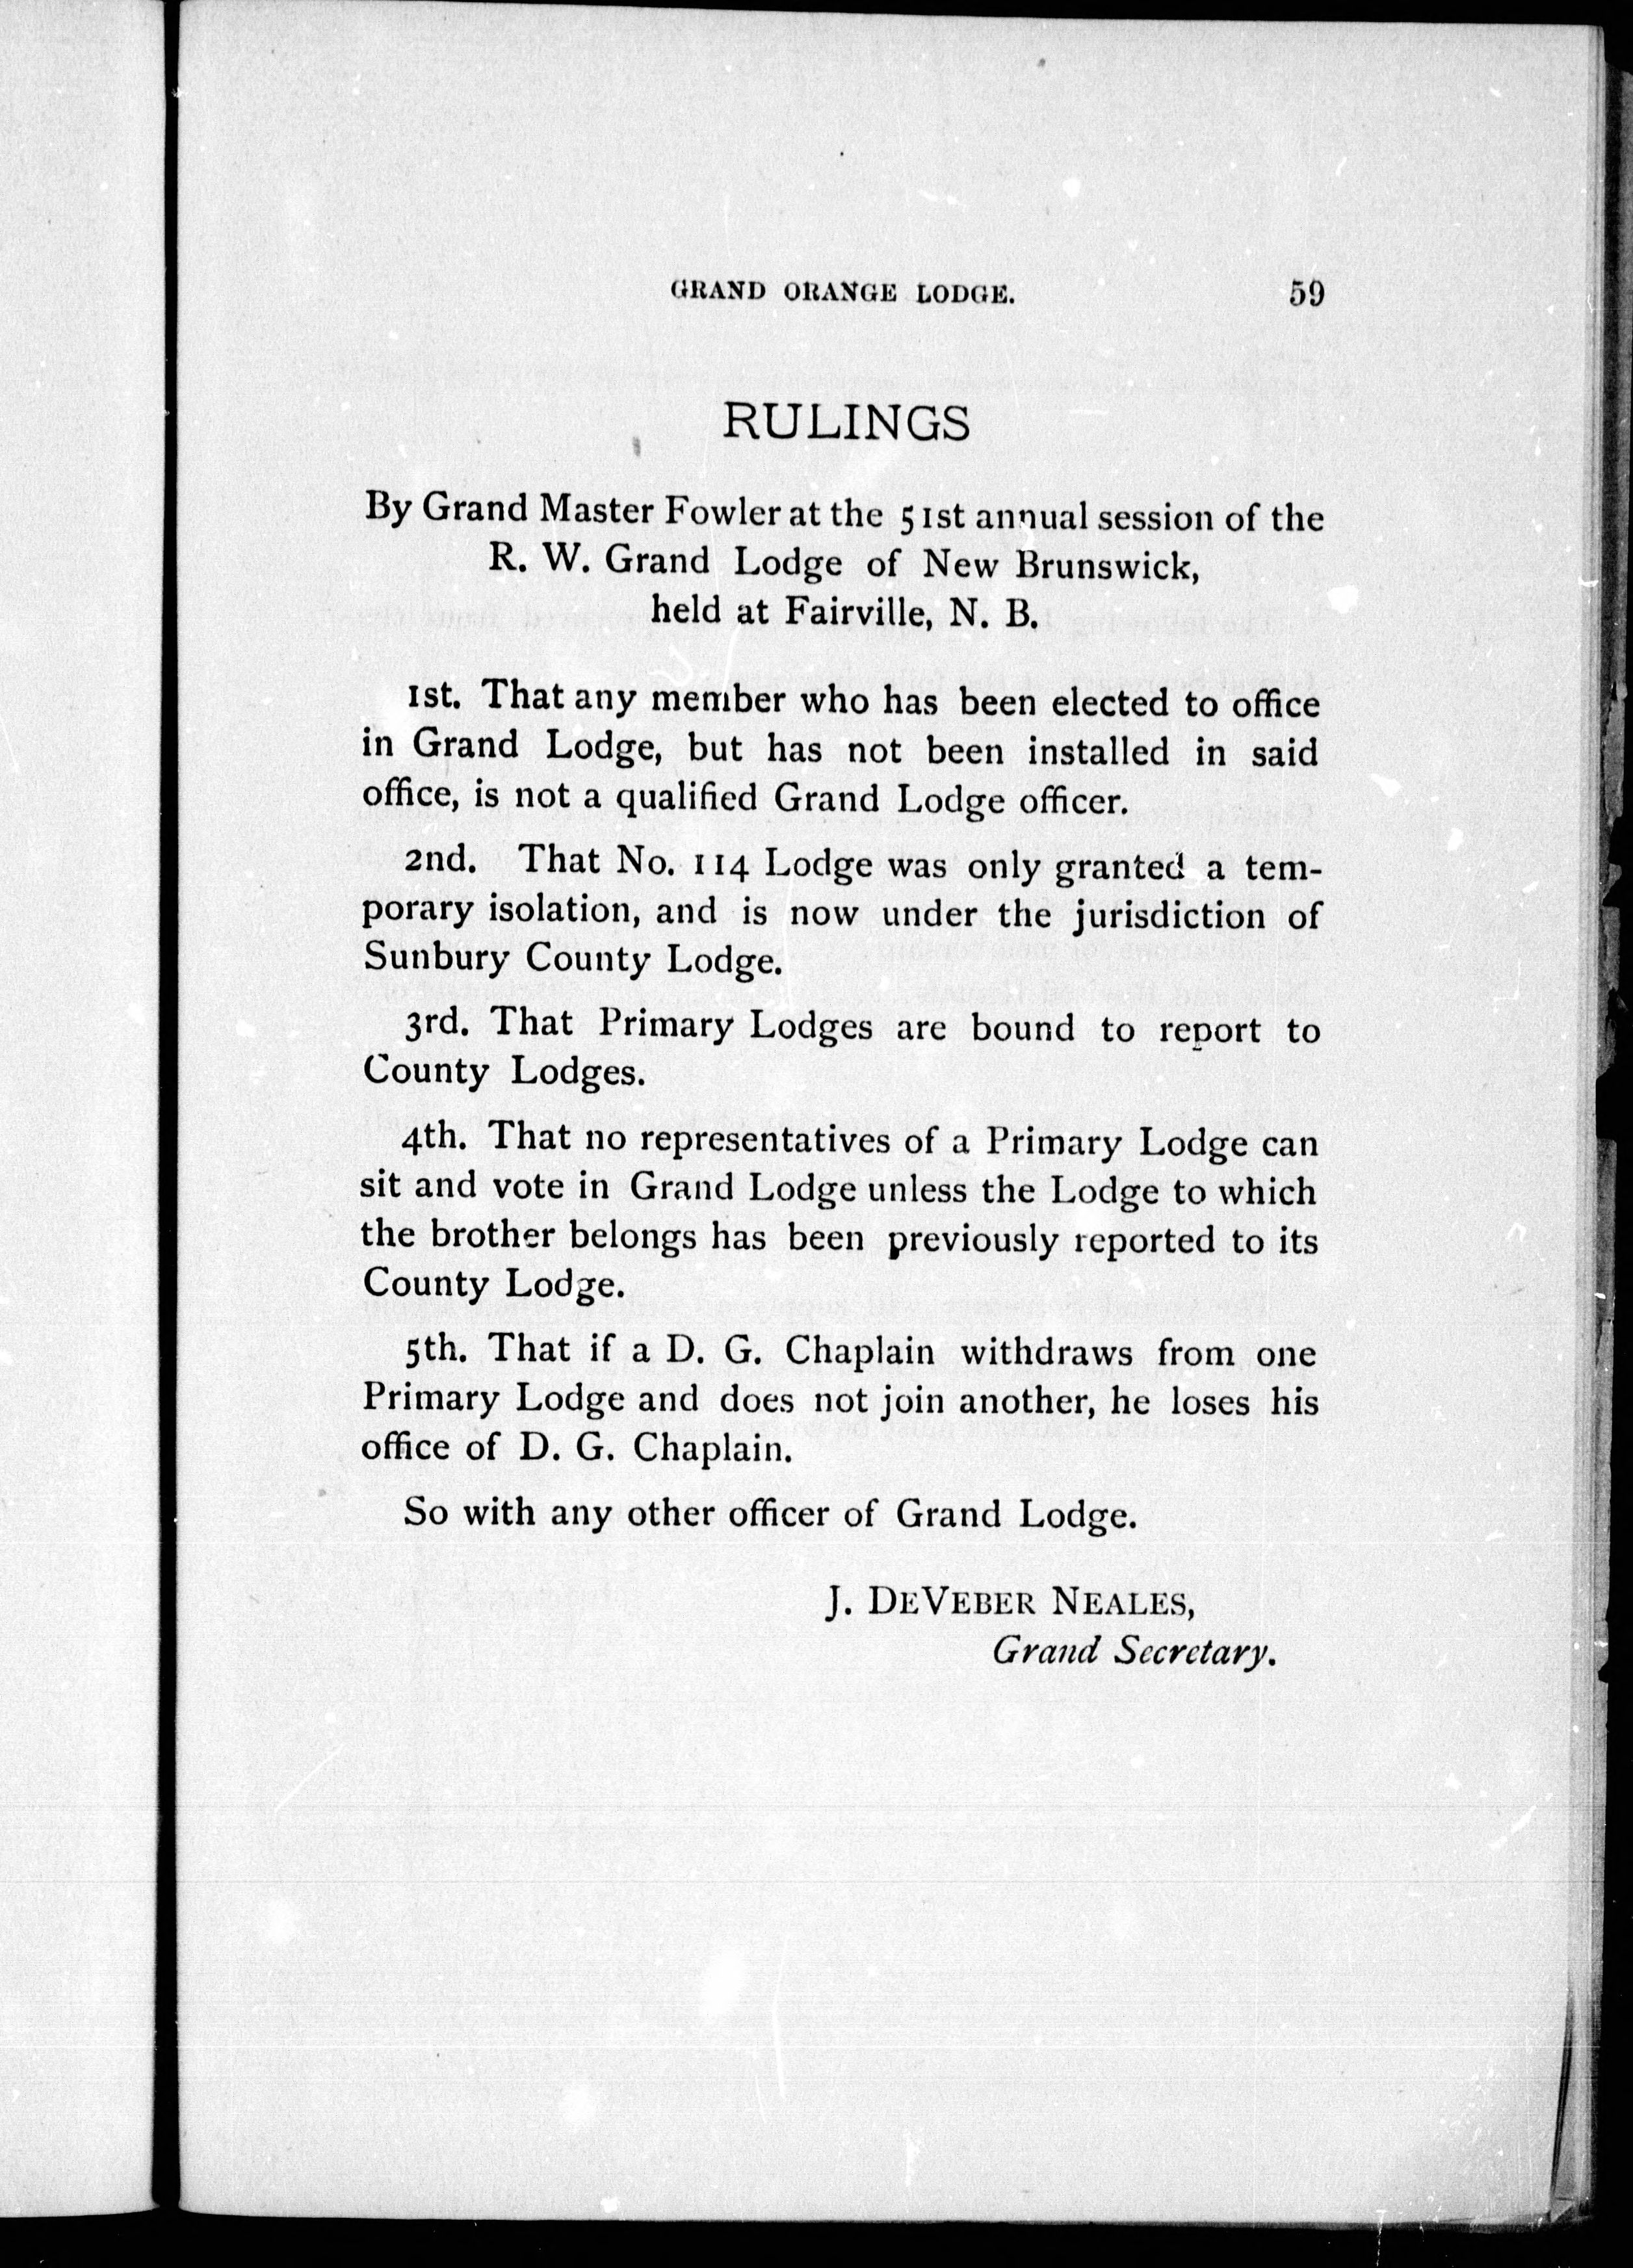 GRAND ORANGE LODGE. 59
RULINGS
By Grand Master Fowler at the 51st annual session of the
R. W. Grand Lodge of New Brunswick,
held at Fairville, N. B.
1st. That any member who has been elected to office
in Grand Lodge, but has not been installed in said
office, is not a qualified Grand Lodge officer.
2nd. That No. 114 Lodge was only granted a tem-
porary isolation, and is now under the jurisdiction of
Sunbury County Lodge.
3rd. That Primary Lodges are bound to report to
County Lodges.
4th. That no representatives of a Primary Lodge can
sit and vote in Grand Lodge unless the Lodge to which
the brother belongs has been previously reported to its
County Lodge.
5th. That if a D. G. Chaplain withdraws from one
Primary Lodge and does not join another, he loses his
office of D. G. Chaplain.
So with any other officer of Grand Lodge.
J. DEVEBER NEALES,
Grand Secretary.